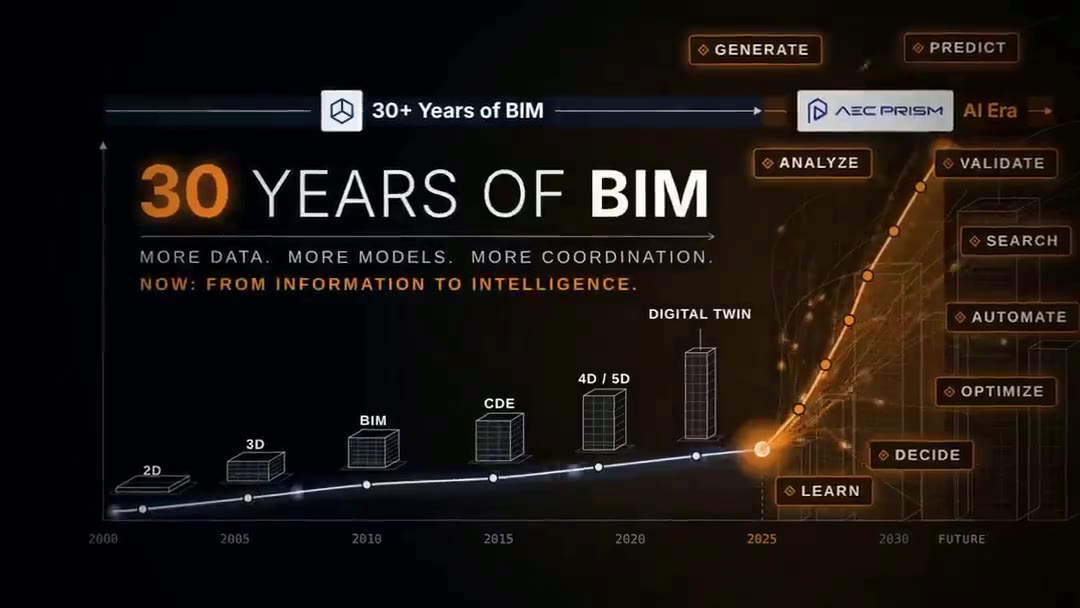 GENERATE
PREDICT
30+ Years of BIM
AEC PRISM
AI Era
ANALYZE
VALIDATE
30 YEARS OF BIM
MORE DATA. MORE MODELS. MORE COORDINATION.
NOW: FROM INFORMATION TO INTELLIGENCE.
SEARCH
DIGITAL TWIN
AUTOMATE
4D / 5D
OPTIMIZE
CDE
BIM
3D
DECIDE
2D
LEARN
2000
2005
2010
2015
2020
2025
2030
FUTURE